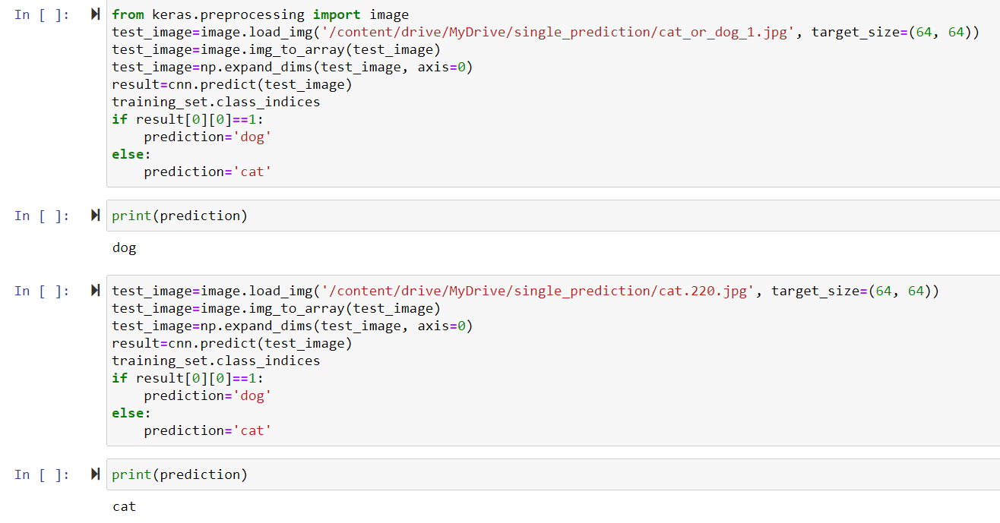 In [ ]: from keras.preprocessing import image
test_image=image.load_img('/content/drive/MyDrive/single_prediction/cat_or_dog_1.jpg', target_size=(64, 64))
test_image=image.img_to_array(test_image)
test_image=np.expand_dims(test_image, axis=0)
result=cnn.predict(test_image)
training_set.class_indices
if result[0][0]==1:
    prediction='dog'
else:
    prediction='cat'
In [ ]: print(prediction)
dog
In [ ]: test_image=image.load_img('/content/drive/MyDrive/single_prediction/cat.220.jpg', target_size=(64, 64))
test_image=image.img_to_array(test_image)
test_image=np.expand_dims(test_image, axis=0)
result=cnn.predict(test_image)
training_set.class_indices
if result[0][0]==1:
    prediction='dog'
else:
    prediction='cat'
In [ ]: print(prediction)
cat